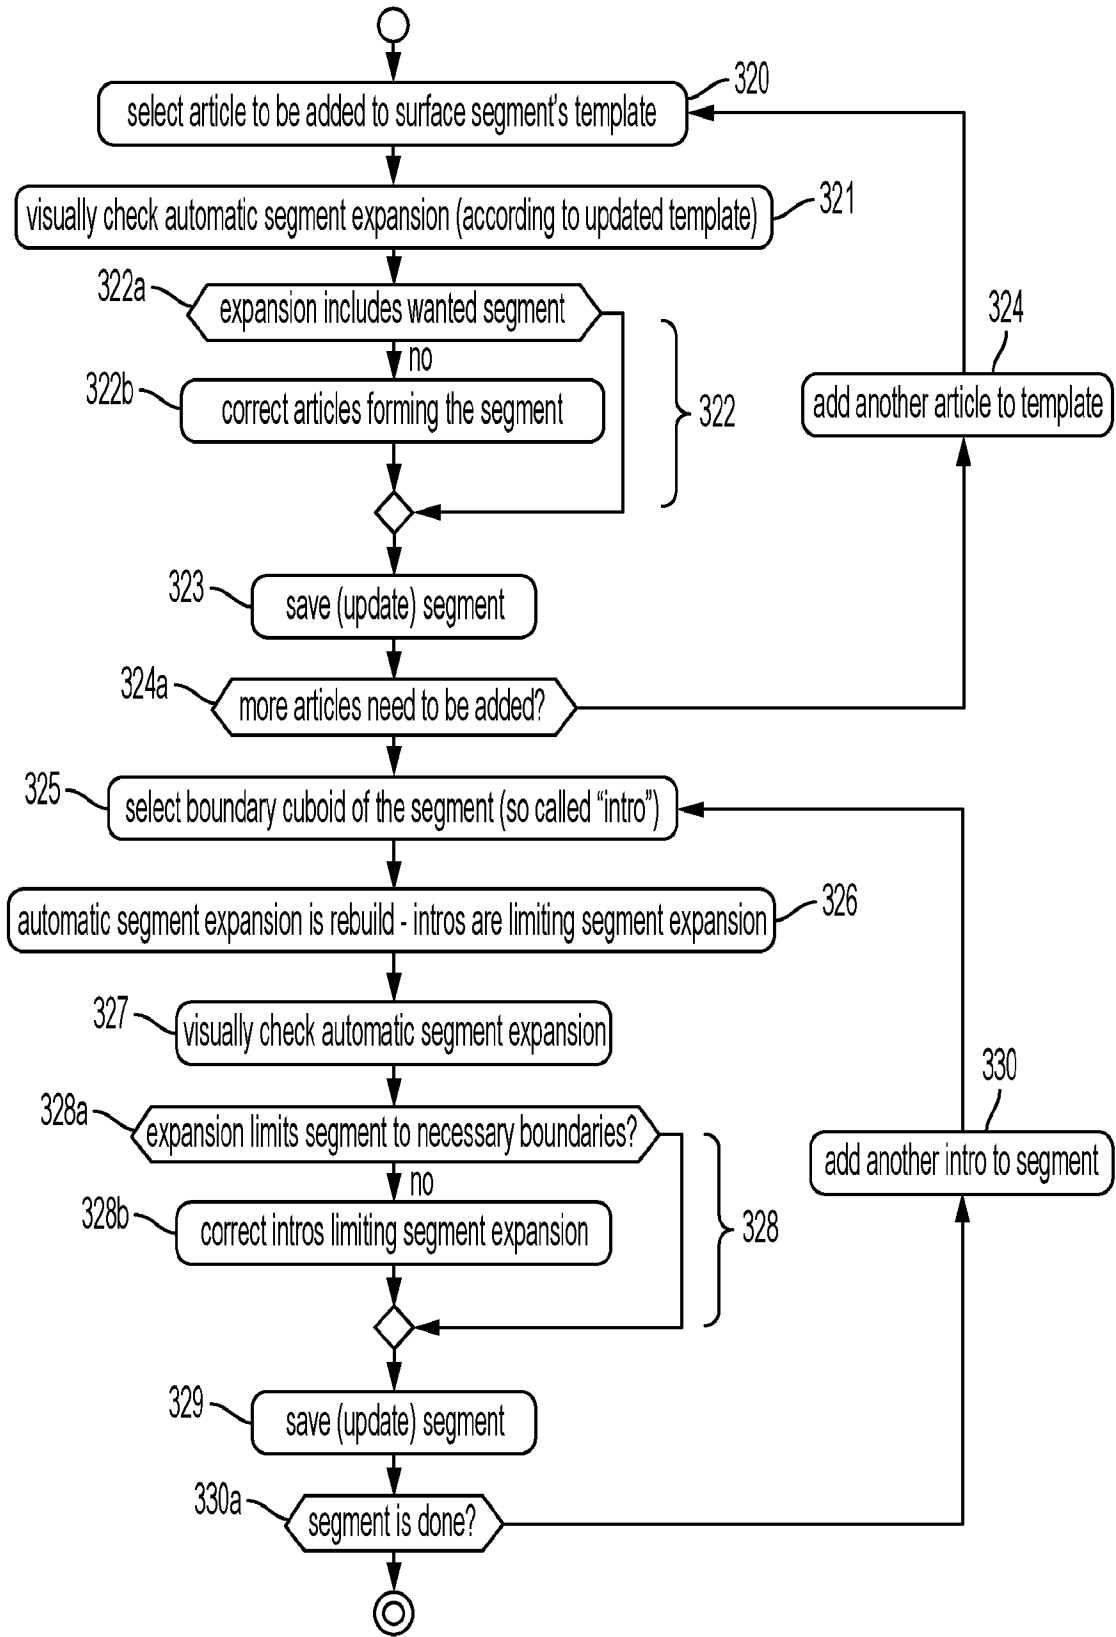 320
select article to be added to surface segment's template
321
visually check automatic segment expansion (according to updated template)
322a
expansion includes wanted segment
no
322b
correct articles forming the segment
322
324
add another article to template
323
save (update) segment
324a
more articles need to be added?
325
select boundary cuboid of the segment (so called “intro”)
326
automatic segment expansion is rebuild - intros are limiting segment expansion
327
visually check automatic segment expansion
328a
expansion limits segment to necessary boundaries?
no
328b
correct intros limiting segment expansion
328
330
add another intro to segment
329
save (update) segment
330a
segment is done?